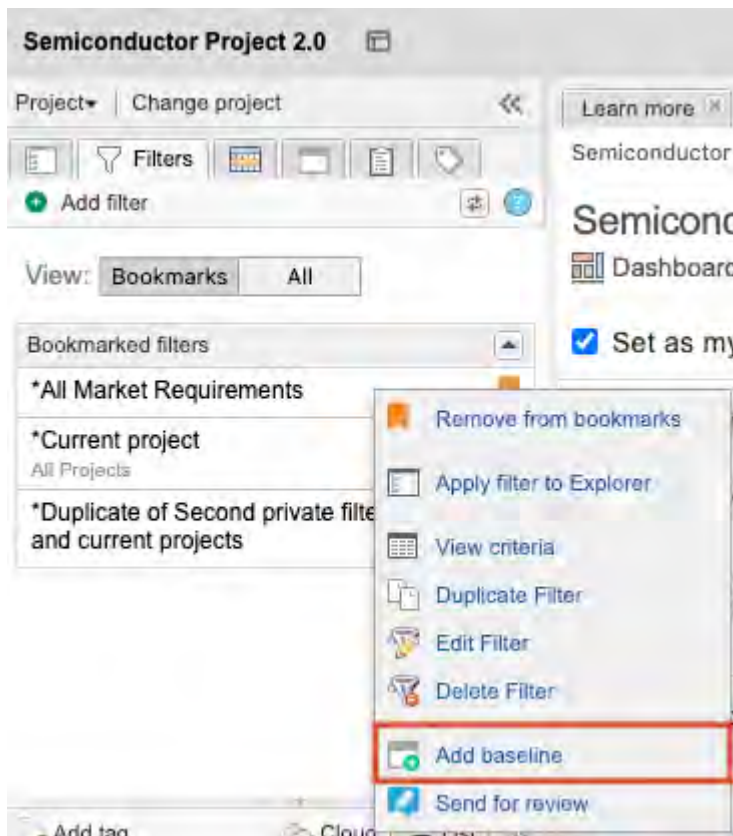 Semiconductor Project 2.0
Project
Change project
Learn more
Filters
Semiconductor
Add filter
Semicond
View:
Bookmarks
All
Dashboard
Bookmarked filters
Set as my
*All Market Requirements
*Current project
All Projects
*Duplicate of Second private filte
and current projects
Remove from bookmarks
Apply filter to Explorer
View criteria
Duplicate Filter
Edit Filter
Delete Filter
Add baseline
Send for review
Add tag
Cloud